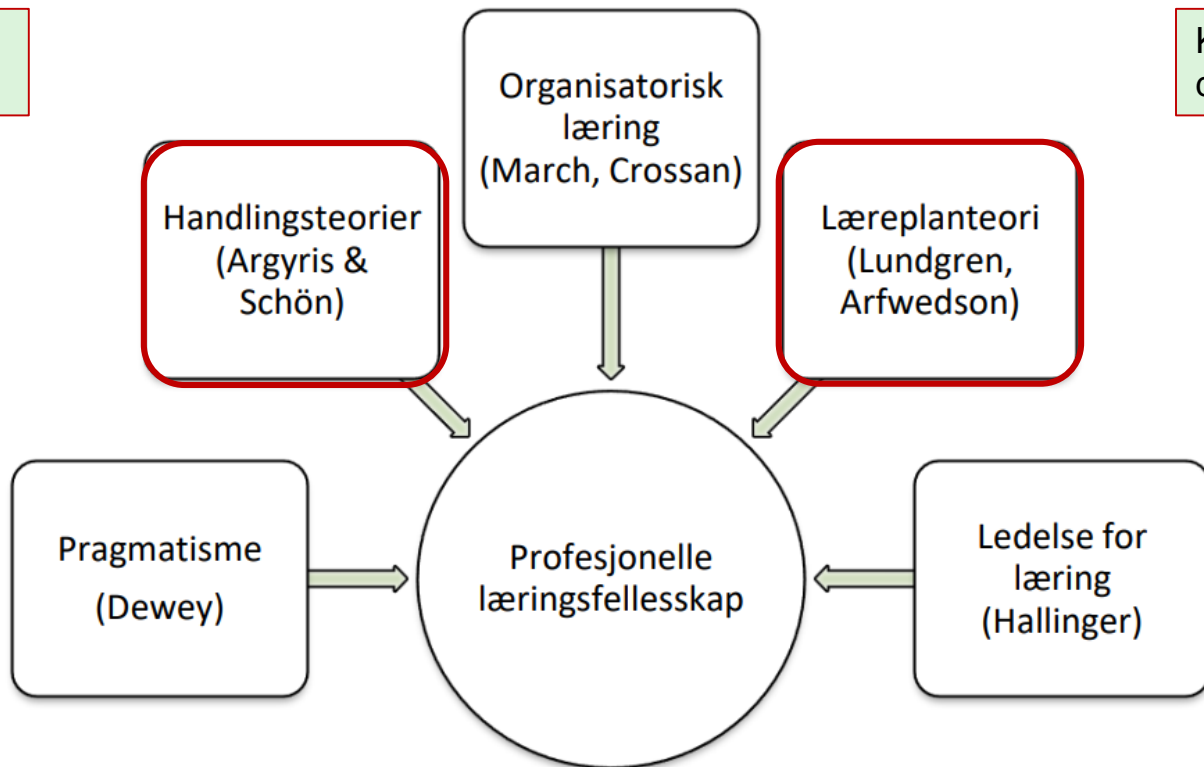 Organisatorisk
læring
(March, Crossan)
Handlingsteorier
(Argyris &
Schön)
Læreplanteori
(Lundgren,
Arfwedson)
Pragmatisme
(Dewey)
Profesjonelle
læringsfellesskap
Ledelse for
læring
(Hallinger)